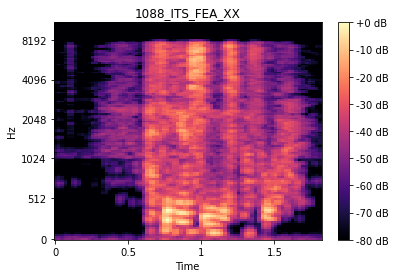 1088_ITS_FEA_XX
+0 dB
8192
-10 dB
4096
-20 dB
-30 dB
2048
Hz
-40 dB
1024
-50 dB
-60 dB
512
-70 dB
0
-80 dB
0
0.5
1
1.5
Time